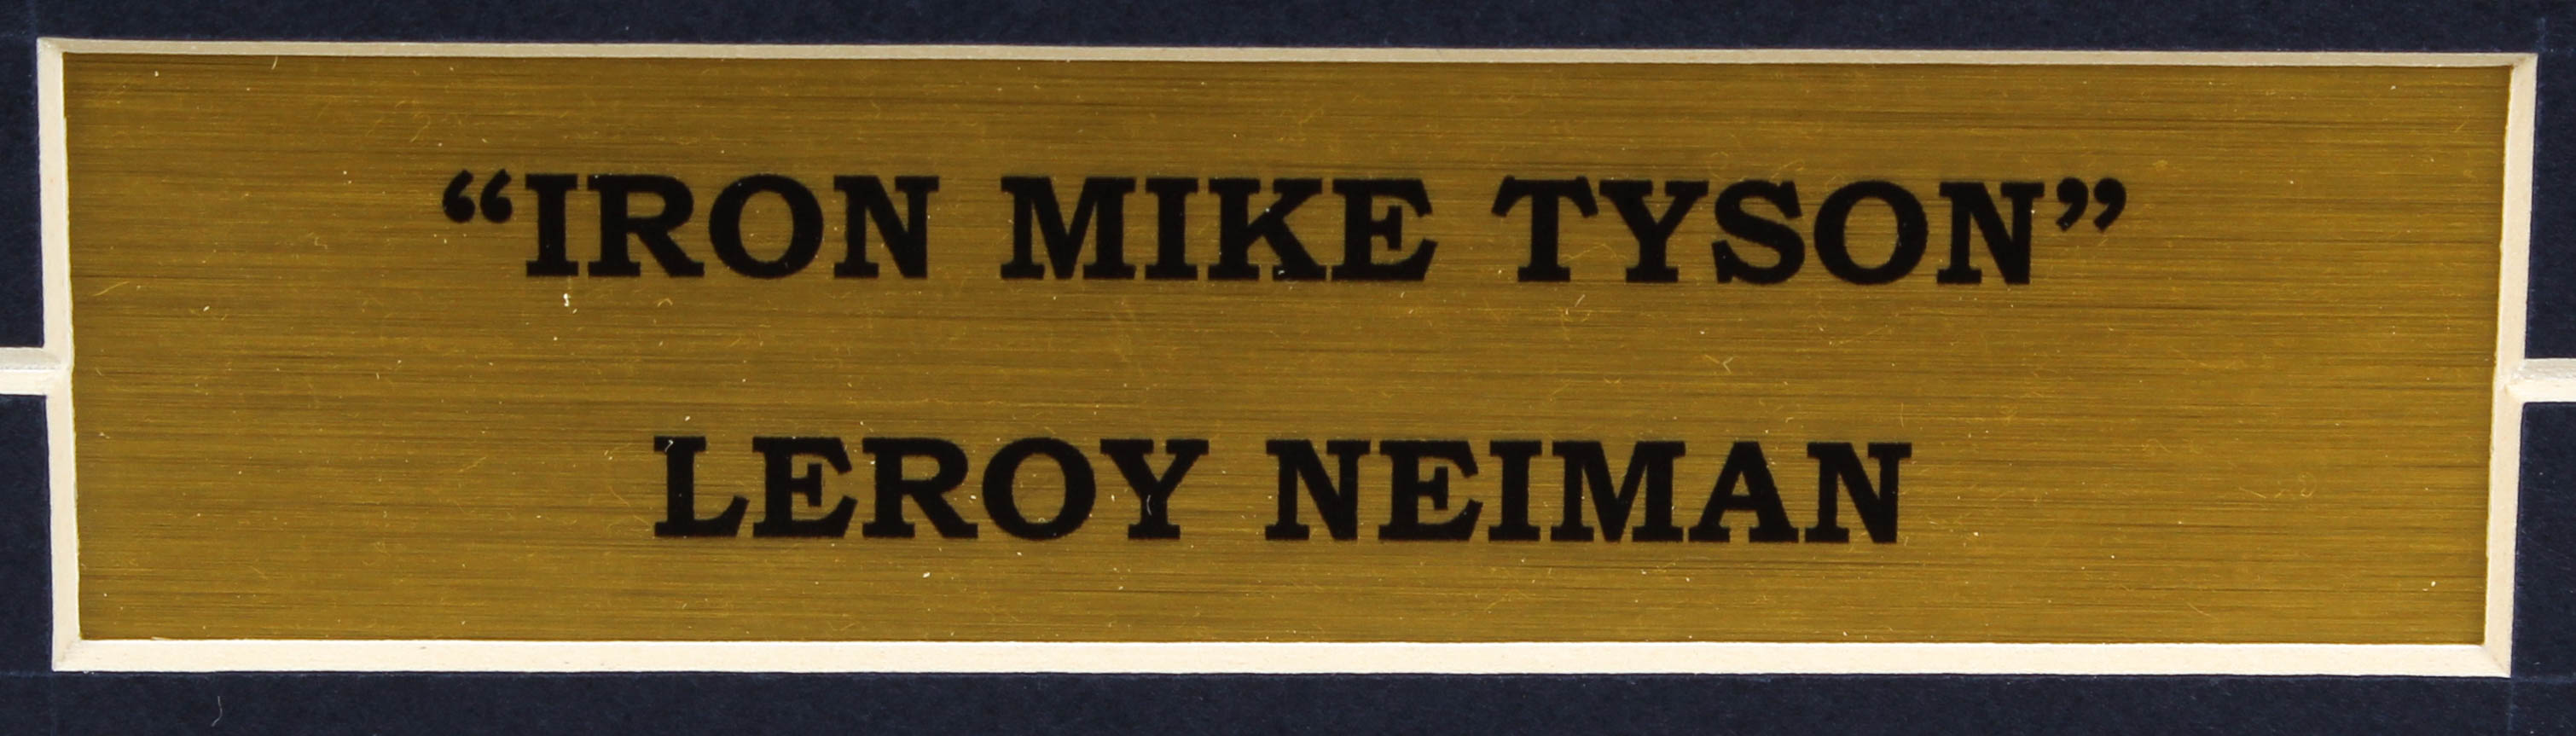 “IRON MIKE TYSON”
LEROY NEIMAN